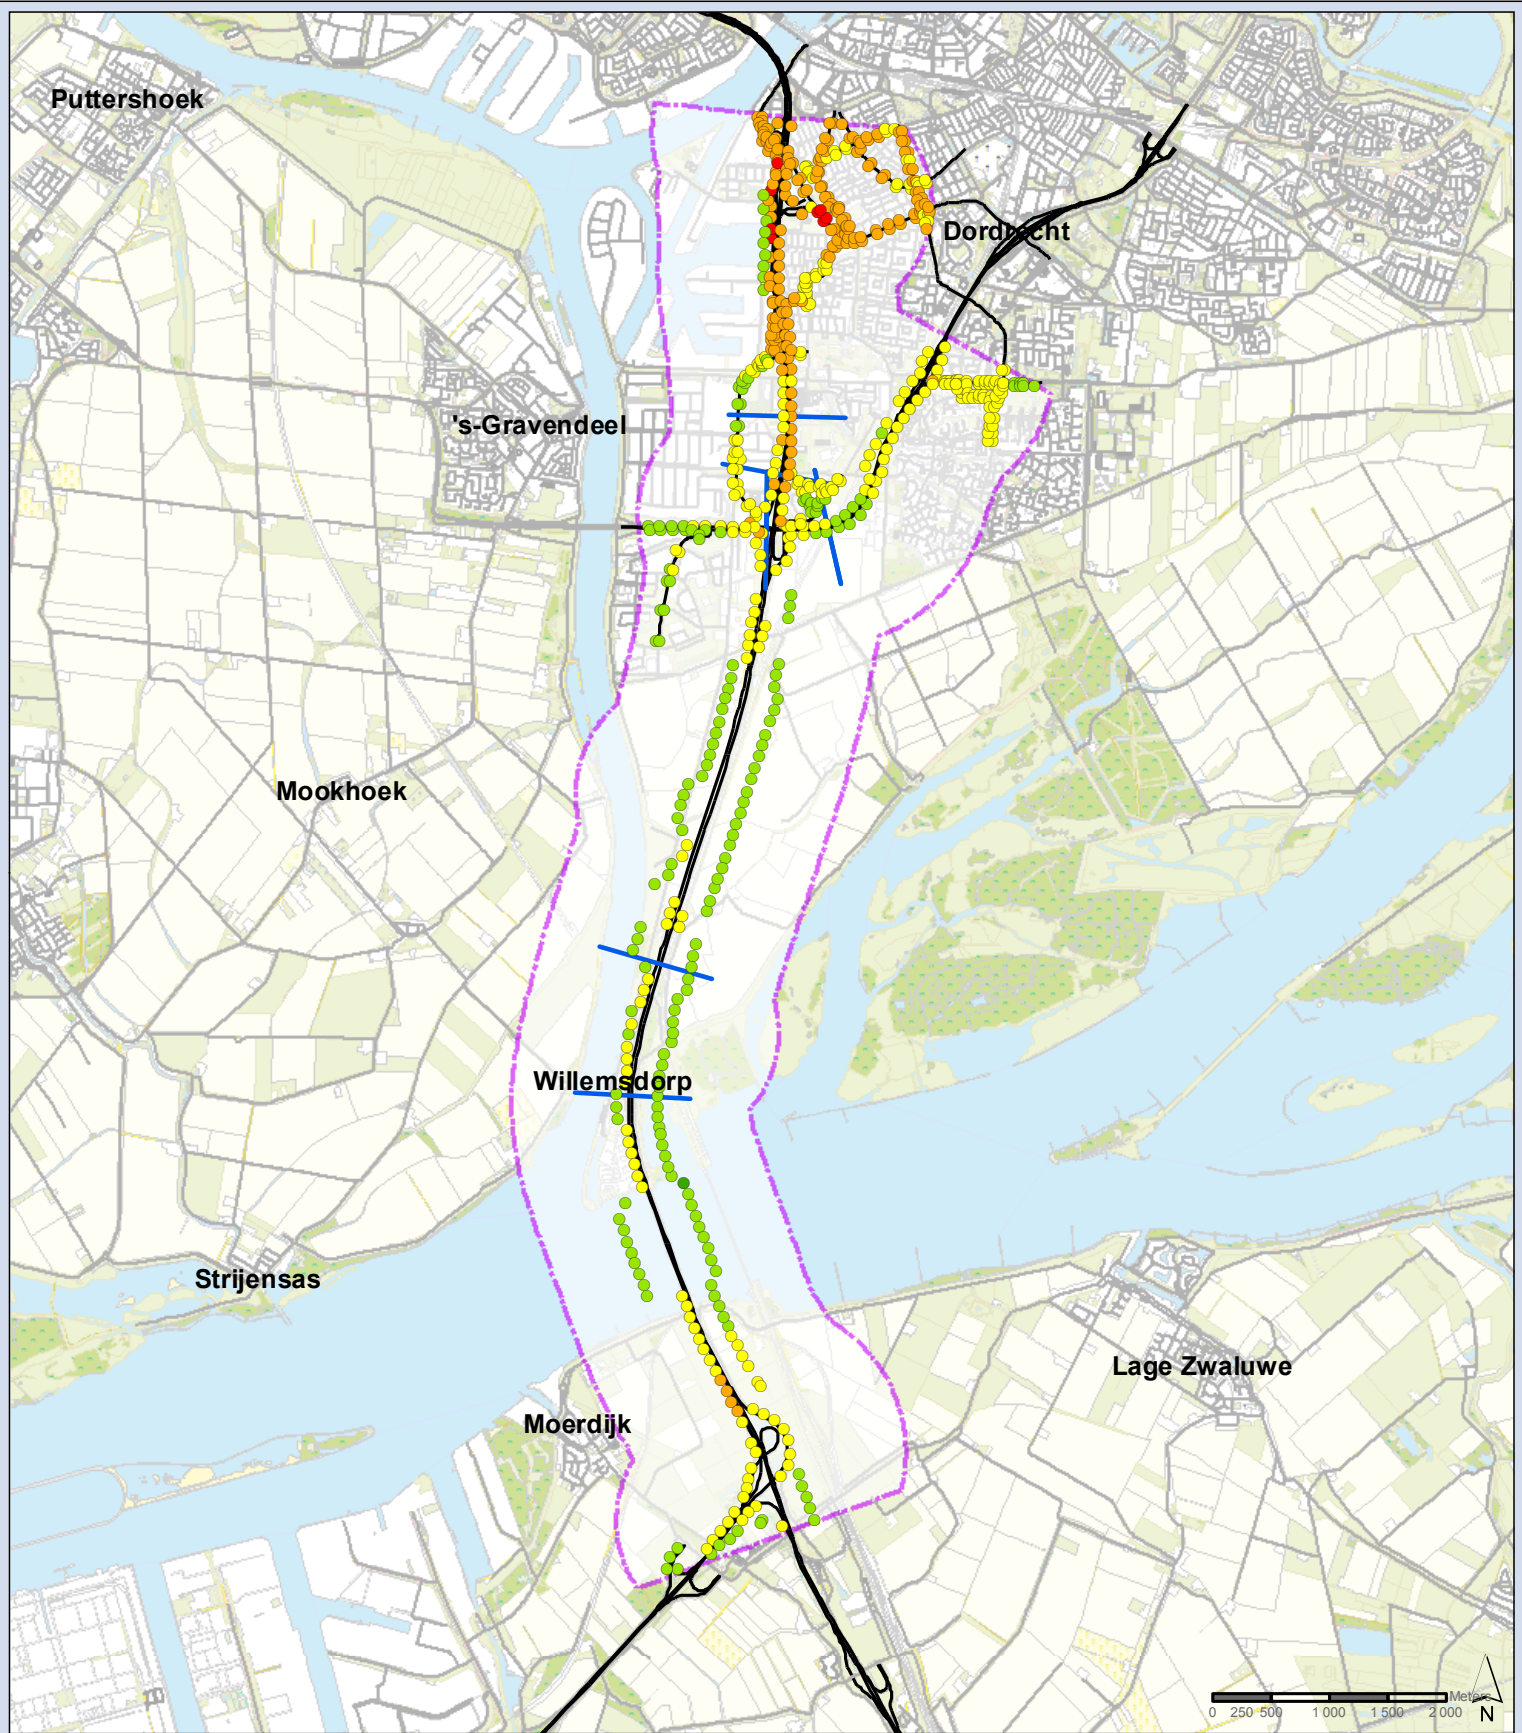 Puttershoek
Dordrecht
's-Gravendeel
Mookhoek
Willemsdorp
Strijensas
Lage Zwaluwe
Moerdijk
Meters
0 250 500 1 000 1 500 2 000
N